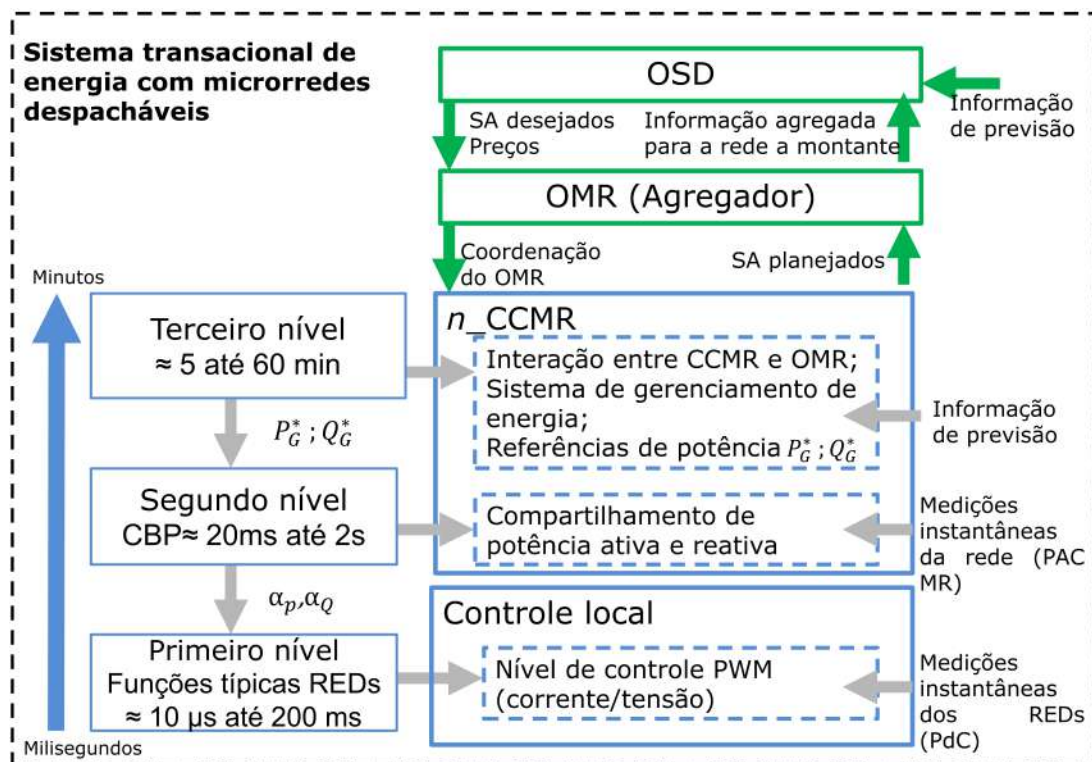 Sistema transacional de
energia com microrredes
despacháveis
OSD
Informação
de previsão
SA desejados
Preços
Informação agregada
para a rede a montante
OMR (Agregador)
Coordenação
do OMR
SA planejados
Minutos
Terceiro nível
≈ 5 até 60 min
n_CCMR
Interação entre CCMR e OMR;
Sistema de gerenciamento de
energia;
Referências de potência P*G ; Q*G
Informação
de previsão
P*G ; Q*G
Segundo nível
CBP≈ 20ms até 2s
Compartilhamento de
potência ativa e reativa
Medições
instantâneas
da rede (PAC
MR)
αp,αQ
Primeiro nível
Funções típicas REDs
≈ 10 µs até 200 ms
Controle local
Nível de controle PWM
(corrente/tensão)
Medições
instantâneas
dos REDs
(PdC)
Milisegundos